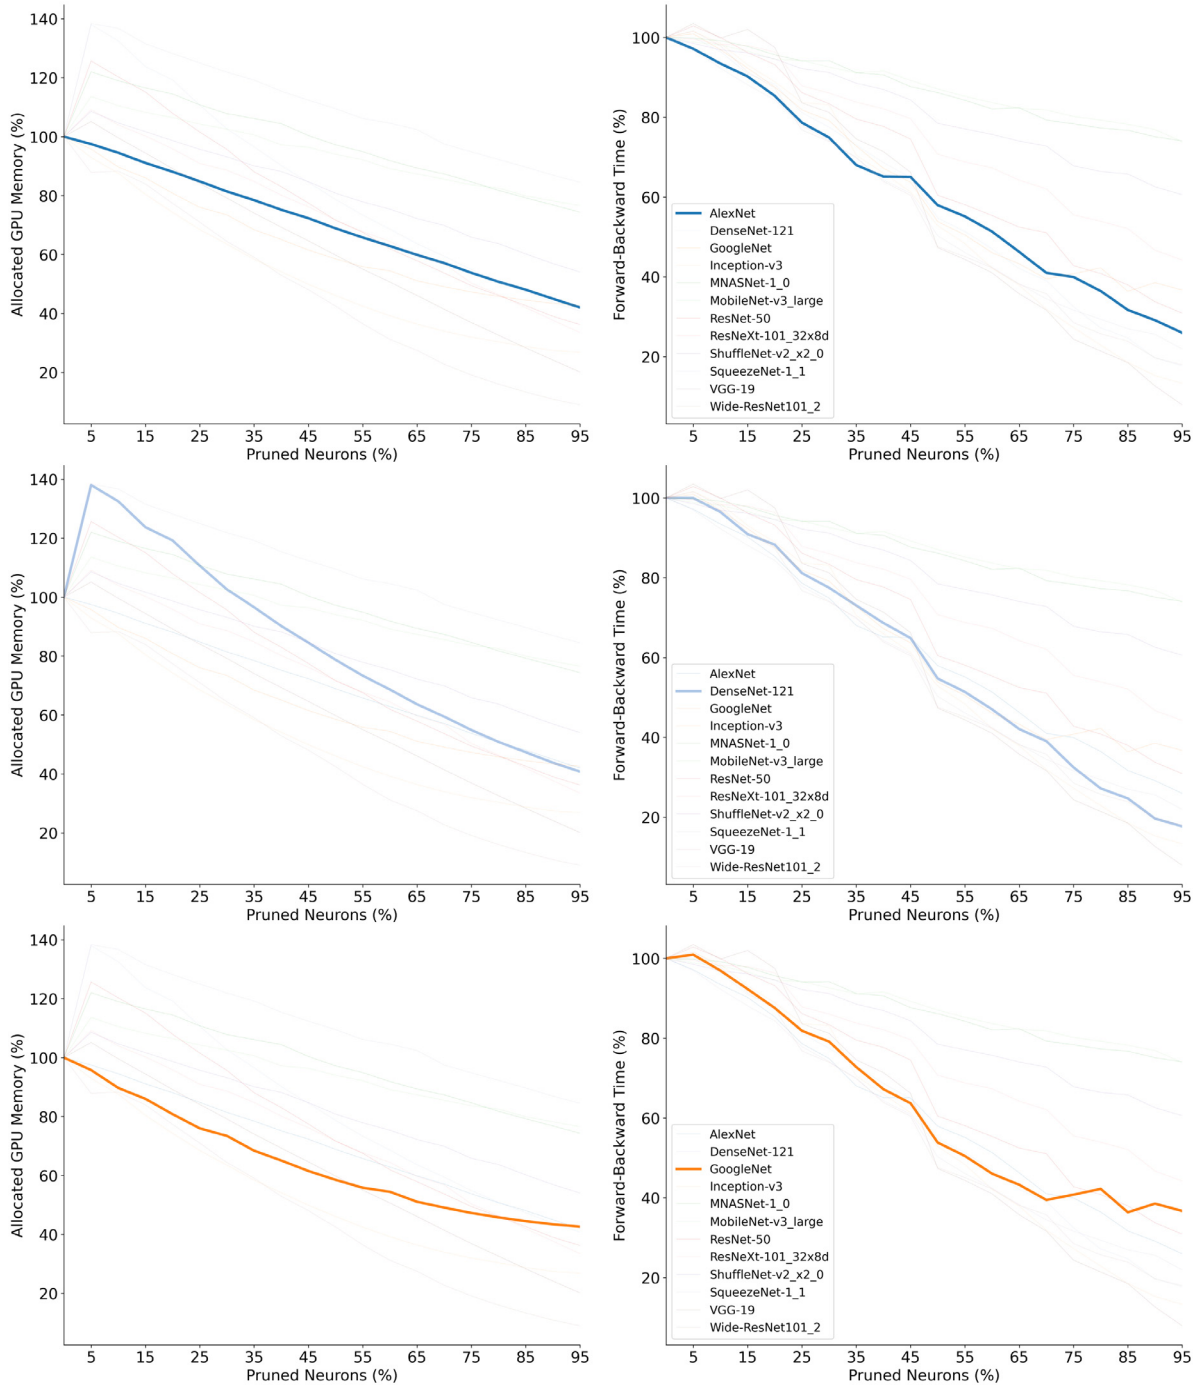 140
120
100
80
60
40
20
Allocated GPU Memory (%)
5 15 25 35 45 55 65 75 85 95
Pruned Neurons (%)
100
80
60
40
20
Forward-Backward Time (%)
AlexNet
DenseNet-121
GoogleNet
Inception-v3
MNASNet-1_0
MobileNet-v3_large
ResNet-50
ResNeXt-101_32x8d
ShuffleNet-v2_x2_0
SqueezeNet-1_1
VGG-19
Wide-ResNet101_2
5 15 25 35 45 55 65 75 85 95
Pruned Neurons (%)
140
120
100
80
60
40
20
Allocated GPU Memory (%)
5 15 25 35 45 55 65 75 85 95
Pruned Neurons (%)
100
80
60
40
20
Forward-Backward Time (%)
AlexNet
DenseNet-121
GoogleNet
Inception-v3
MNASNet-1_0
MobileNet-v3_large
ResNet-50
ResNeXt-101_32x8d
ShuffleNet-v2_x2_0
SqueezeNet-1_1
VGG-19
Wide-ResNet101_2
5 15 25 35 45 55 65 75 85 95
Pruned Neurons (%)
140
120
100
80
60
40
20
Allocated GPU Memory (%)
5 15 25 35 45 55 65 75 85 95
Pruned Neurons (%)
100
80
60
40
20
Forward-Backward Time (%)
AlexNet
DenseNet-121
GoogleNet
Inception-v3
MNASNet-1_0
MobileNet-v3_large
ResNet-50
ResNeXt-101_32x8d
ShuffleNet-v2_x2_0
SqueezeNet-1_1
VGG-19
Wide-ResNet101_2
5 15 25 35 45 55 65 75 85 95
Pruned Neurons (%)